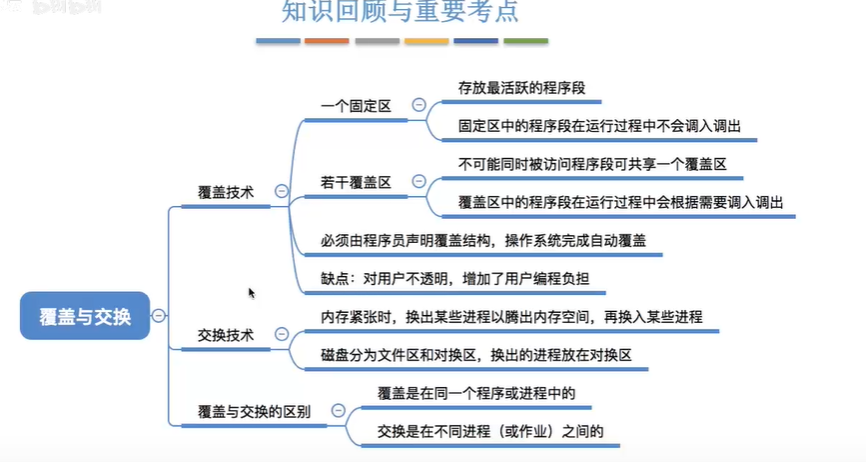 知识回顾与重要考点
一个固定区
存放最活跃的程序段
固定区中的程序段在运行过程中不会调入调出
若干覆盖区
不可能同时被访问程序段可共享一个覆盖区
覆盖区中的程序段在运行过程中会根据需要调入调出
覆盖技术
必须由程序员声明覆盖结构，操作系统完成自动覆盖
缺点：对用户不透明，增加了用户编程负担
覆盖与交换
交换技术
内存紧张时，换出某些进程以腾出内存空间，再换入某些进程
磁盘分为文件区和对换区，换出的进程放在对换区
覆盖与交换的区别
覆盖是在同一个程序或进程中的
交换是在不同进程（或作业）之间的